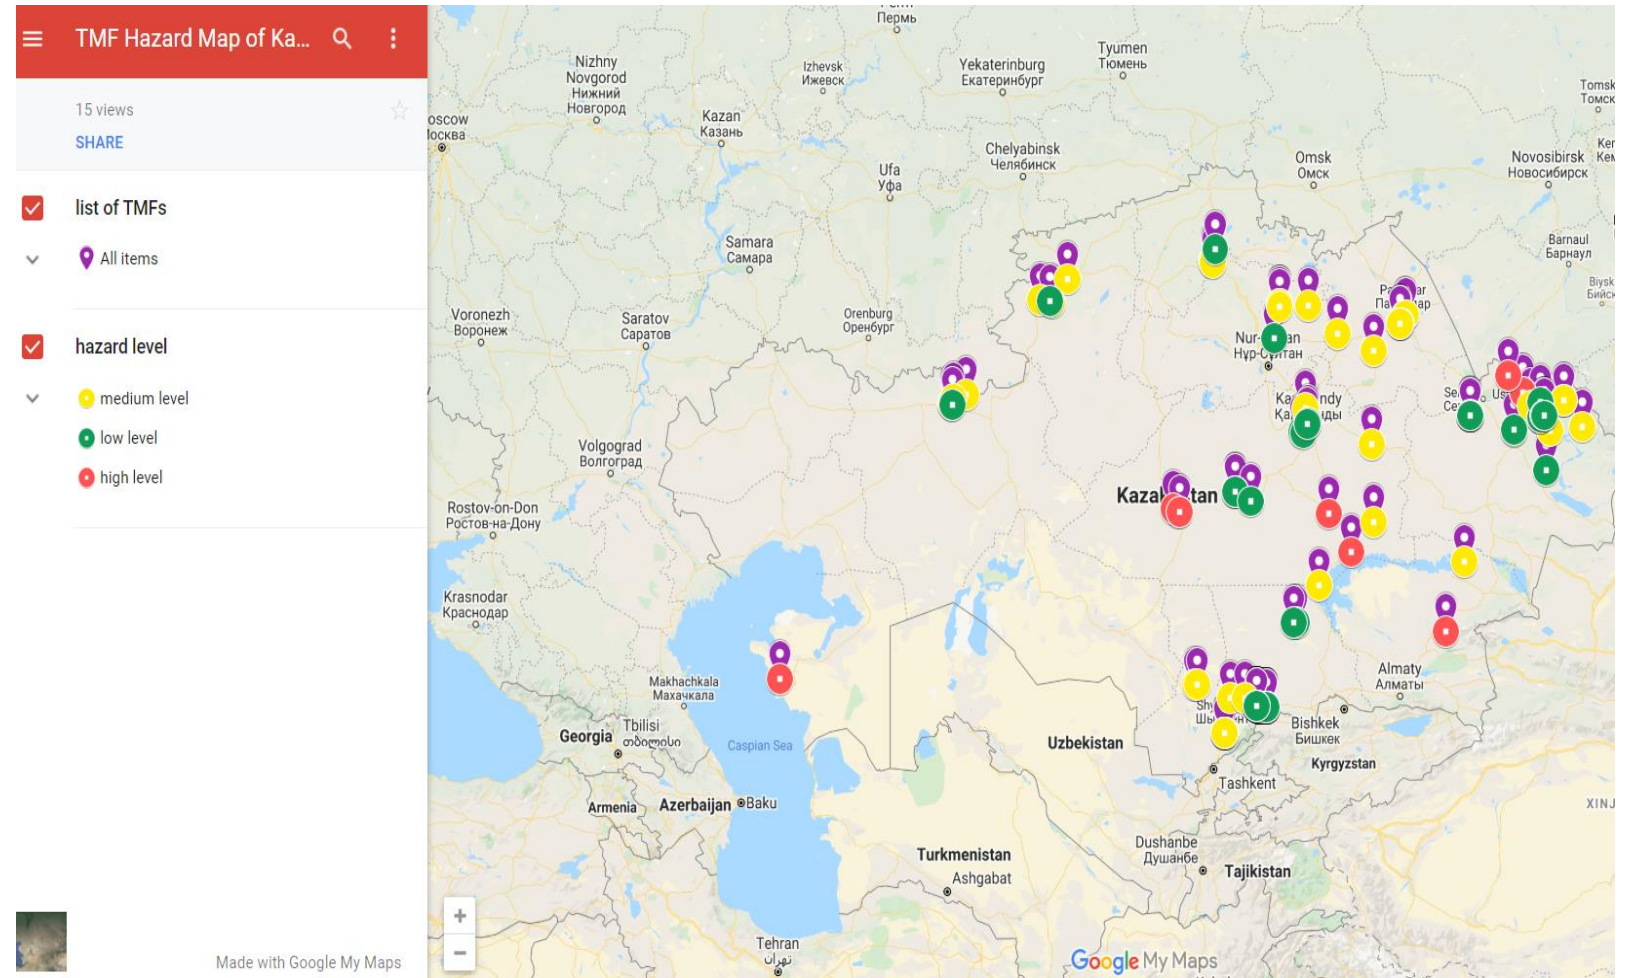 TMF Hazard Map of Ka...
15 views
SHARE
list of TMFs
All items
hazard level
medium level
low level
high level
Made with Google My Maps
Пермь
Tyumen
Тюмень
Nizhny
Novgorod
Нижний
Новгород
Izhevsk
Ижевск
Yekaterinburg
Екатеринбург
Tomsk
Томск
oscow
Kazan
Казань
Chelyabinsk
Челябинск
Ufa
Уфа
Omsk
Омск
Novosibirsk
Новосибирск
Samara
Самара
Barnaul
Барнаул
Biysk
Voronezh
Воронеж
Saratov
Саратов
Orenburg
Оренбург
Volgograd
Волгоград
Rostov-on-Don
Ростов-на-Дону
Krasnodar
Краснодар
Makhachkala
Махачкала
Tbilisi
თბილისი
Georgia
Caspian Sea
Armenia
Azerbaijan
Baku
Uzbekistan
Almaty
Алматы
Bishkek
Бишкек
Kyrgyzstan
Tashkent
XINJ
Dushanbe
Душанбе
Tajikistan
Turkmenistan
Ashgabat
Tehran
تهران
Google My Maps